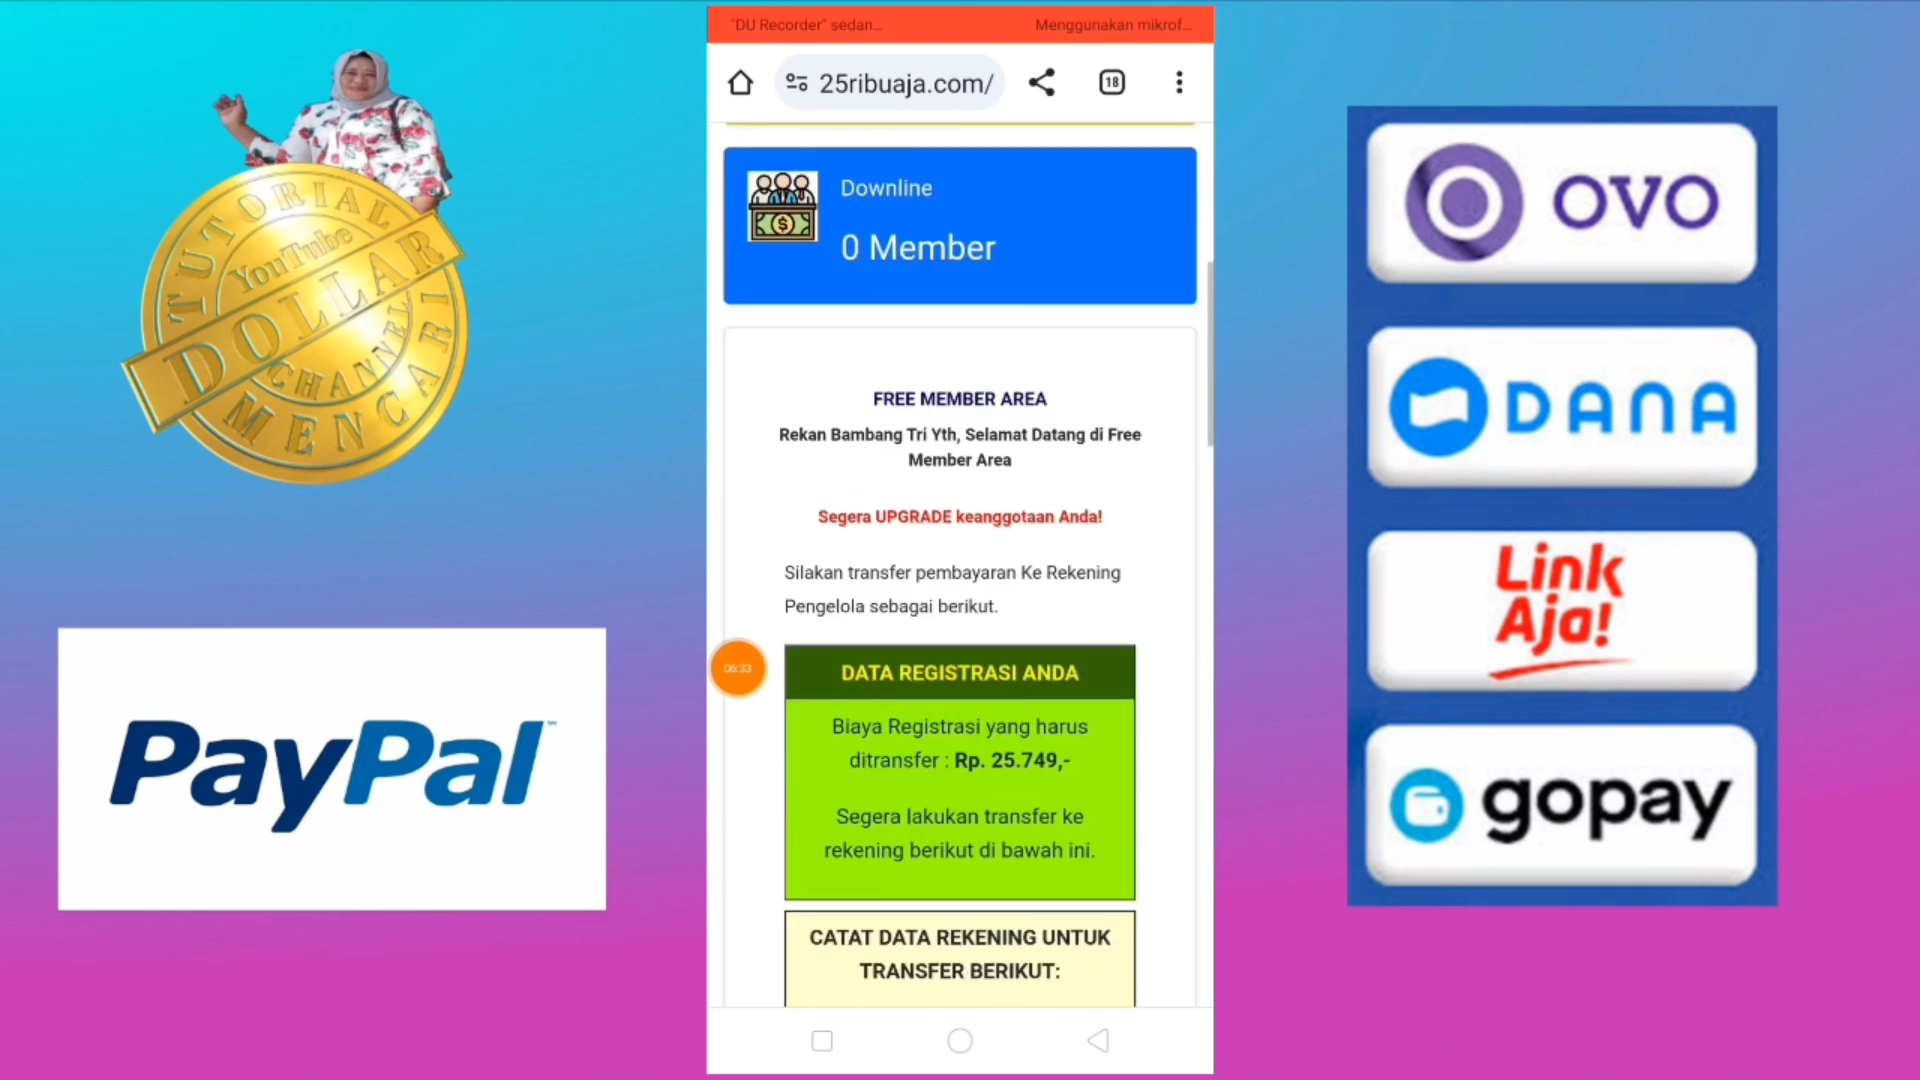 "DU Recorder" sedan...
Menggunakan mikrof...
25ribuaja.com/
18
Downline
0 Member
FREE MEMBER AREA
Rekan Bambang Tri Yth, Selamat Datang di Free
Member Area
Segera UPGRADE keanggotaan Anda!
Silakan transfer pembayaran Ke Rekening
Pengelola sebagai berikut.
06:33
DATA REGISTRASI ANDA
Biaya Registrasi yang harus
ditransfer : Rp. 25.749,-
Segera lakukan transfer ke
rekening berikut di bawah ini.
CATAT DATA REKENING UNTUK
TRANSFER BERIKUT:
TUTORIAL
YouTube
DOLLAR
CHANNEL
MENCARI
PayPal™
OVO
DANA
Link
Aja!
gopay